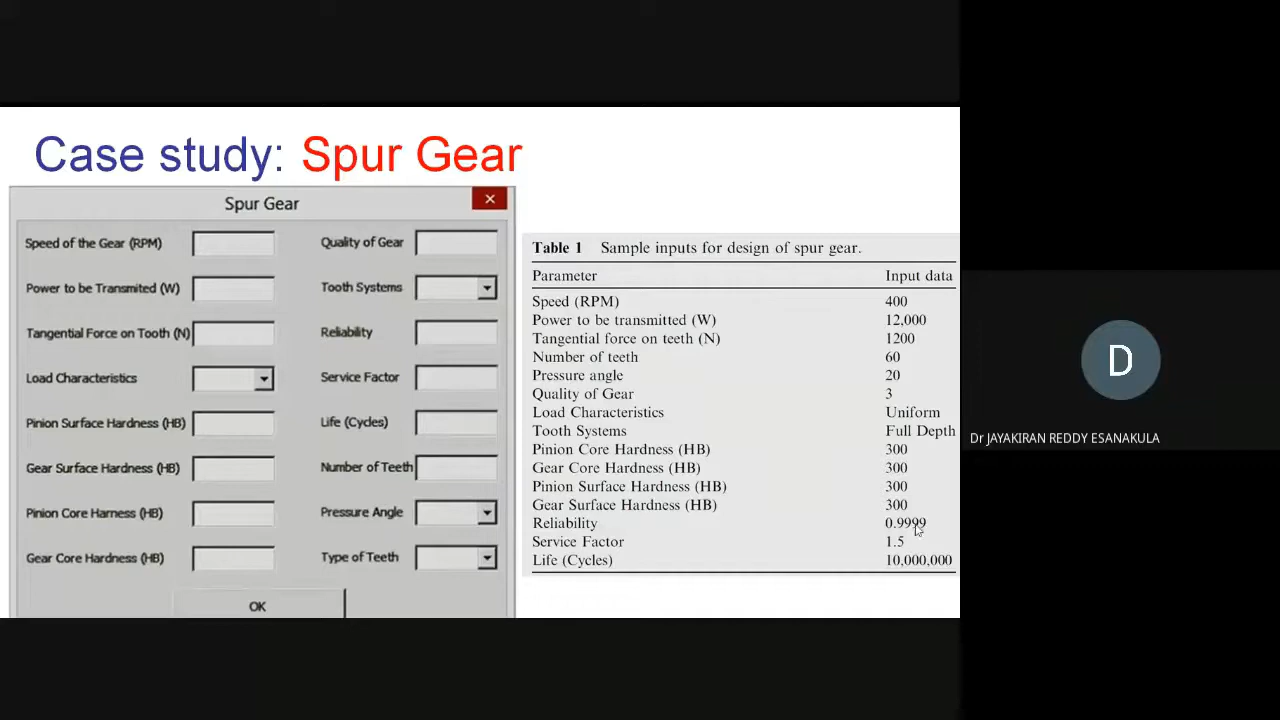 Case study: Spur Gear
Spur Gear
Speed of the Gear (RPM)
Quality of Gear
Power to be Transmited (W)
Tooth Systems
Tangential Force on Tooth (N)
Reliability
Load Characteristics
Service Factor
Pinion Surface Hardness (HB)
Life (Cycles)
Gear Surface Hardness (HB)
Number of Teeth
Pinion Core Harness (HB)
Pressure Angle
Gear Core Hardness (HB)
Type of Teeth
OK
Table 1 Sample inputs for design of spur gear.
Parameter Input data
Speed (RPM) 400
Power to be transmitted (W) 12,000
Tangential force on teeth (N) 1200
Number of teeth 60
Pressure angle 20
Quality of Gear 3
Load Characteristics Uniform
Tooth Systems Full Depth
Pinion Core Hardness (HB) 300
Gear Core Hardness (HB) 300
Pinion Surface Hardness (HB) 300
Gear Surface Hardness (HB) 300
Reliability 0.9999
Service Factor 1.5
Life (Cycles) 10,000,000
D
Dr JAYAKIRAN REDDY ESANAKULA